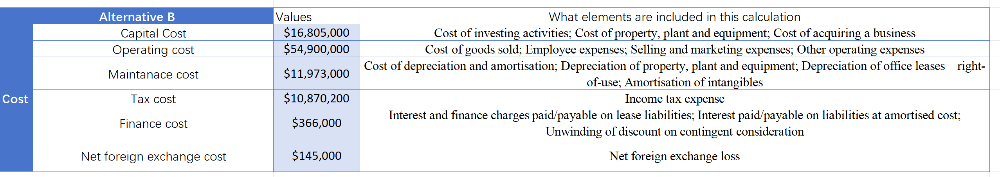 Alternative B Values What elements are included in this calculation
Cost
Capital Cost $16,805,000 Cost of investing activities; Cost of property, plant and equipment; Cost of acquiring a business
Operating cost $54,900,000 Cost of goods sold; Employee expenses; Selling and marketing expenses; Other operating expenses
Maintanace cost $11,973,000 Cost of depreciation and amortisation; Depreciation of property, plant and equipment; Depreciation of office leases – right-
of-use; Amortisation of intangibles
Tax cost $10,870,200 Income tax expense
Finance cost $366,000 Interest and finance charges paid/payable on lease liabilities; Interest paid/payable on liabilities at amortised cost;
Unwinding of discount on contingent consideration
Net foreign exchange cost $145,000 Net foreign exchange loss